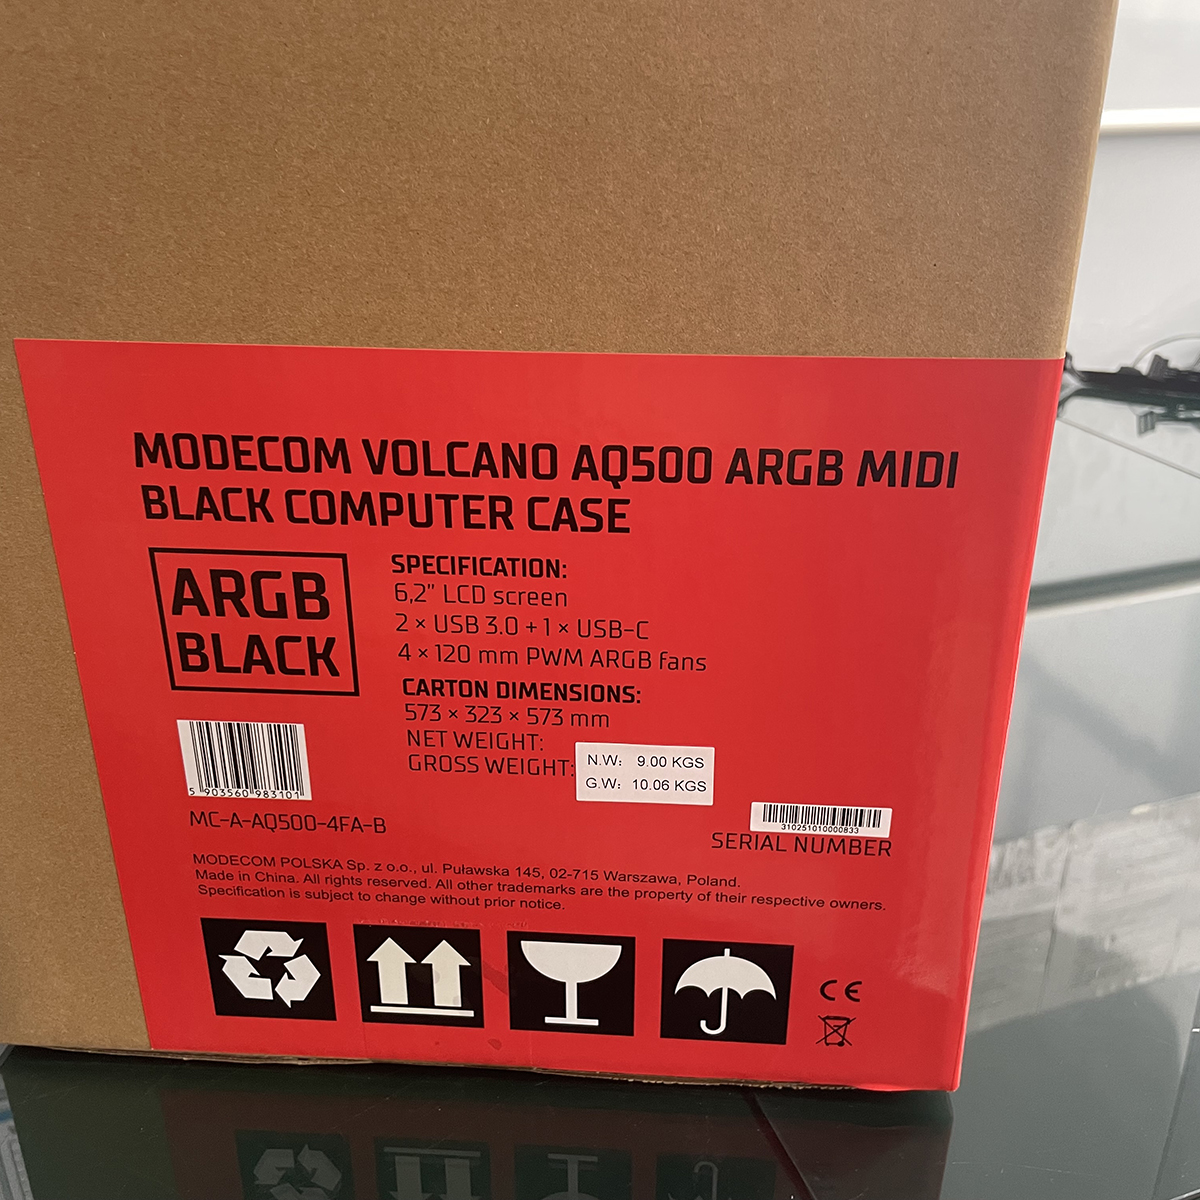 MODECOM VOLCANO AQ500 ARGB MIDI
BLACK COMPUTER CASE
ARGB
BLACK
SPECIFICATION:
6,2” LCD screen
2 × USB 3.0 + 1 × USB-C
4 × 120 mm PWM ARGB fans
CARTON DIMENSIONS:
573 × 323 × 573 mm
NET WEIGHT:
GROSS WEIGHT:
N.W: 9.00 KGS
G.W: 10.06 KGS
5 903560 983101
MC-A-AQ500-4FA-B
310251010000833
SERIAL NUMBER
MODECOM POLSKA Sp. z o.o., ul. Puławska 145, 02-715 Warszawa, Poland.
Made in China. All rights reserved. All other trademarks are the property of their respective owners.
Specification is subject to change without prior notice.
CE